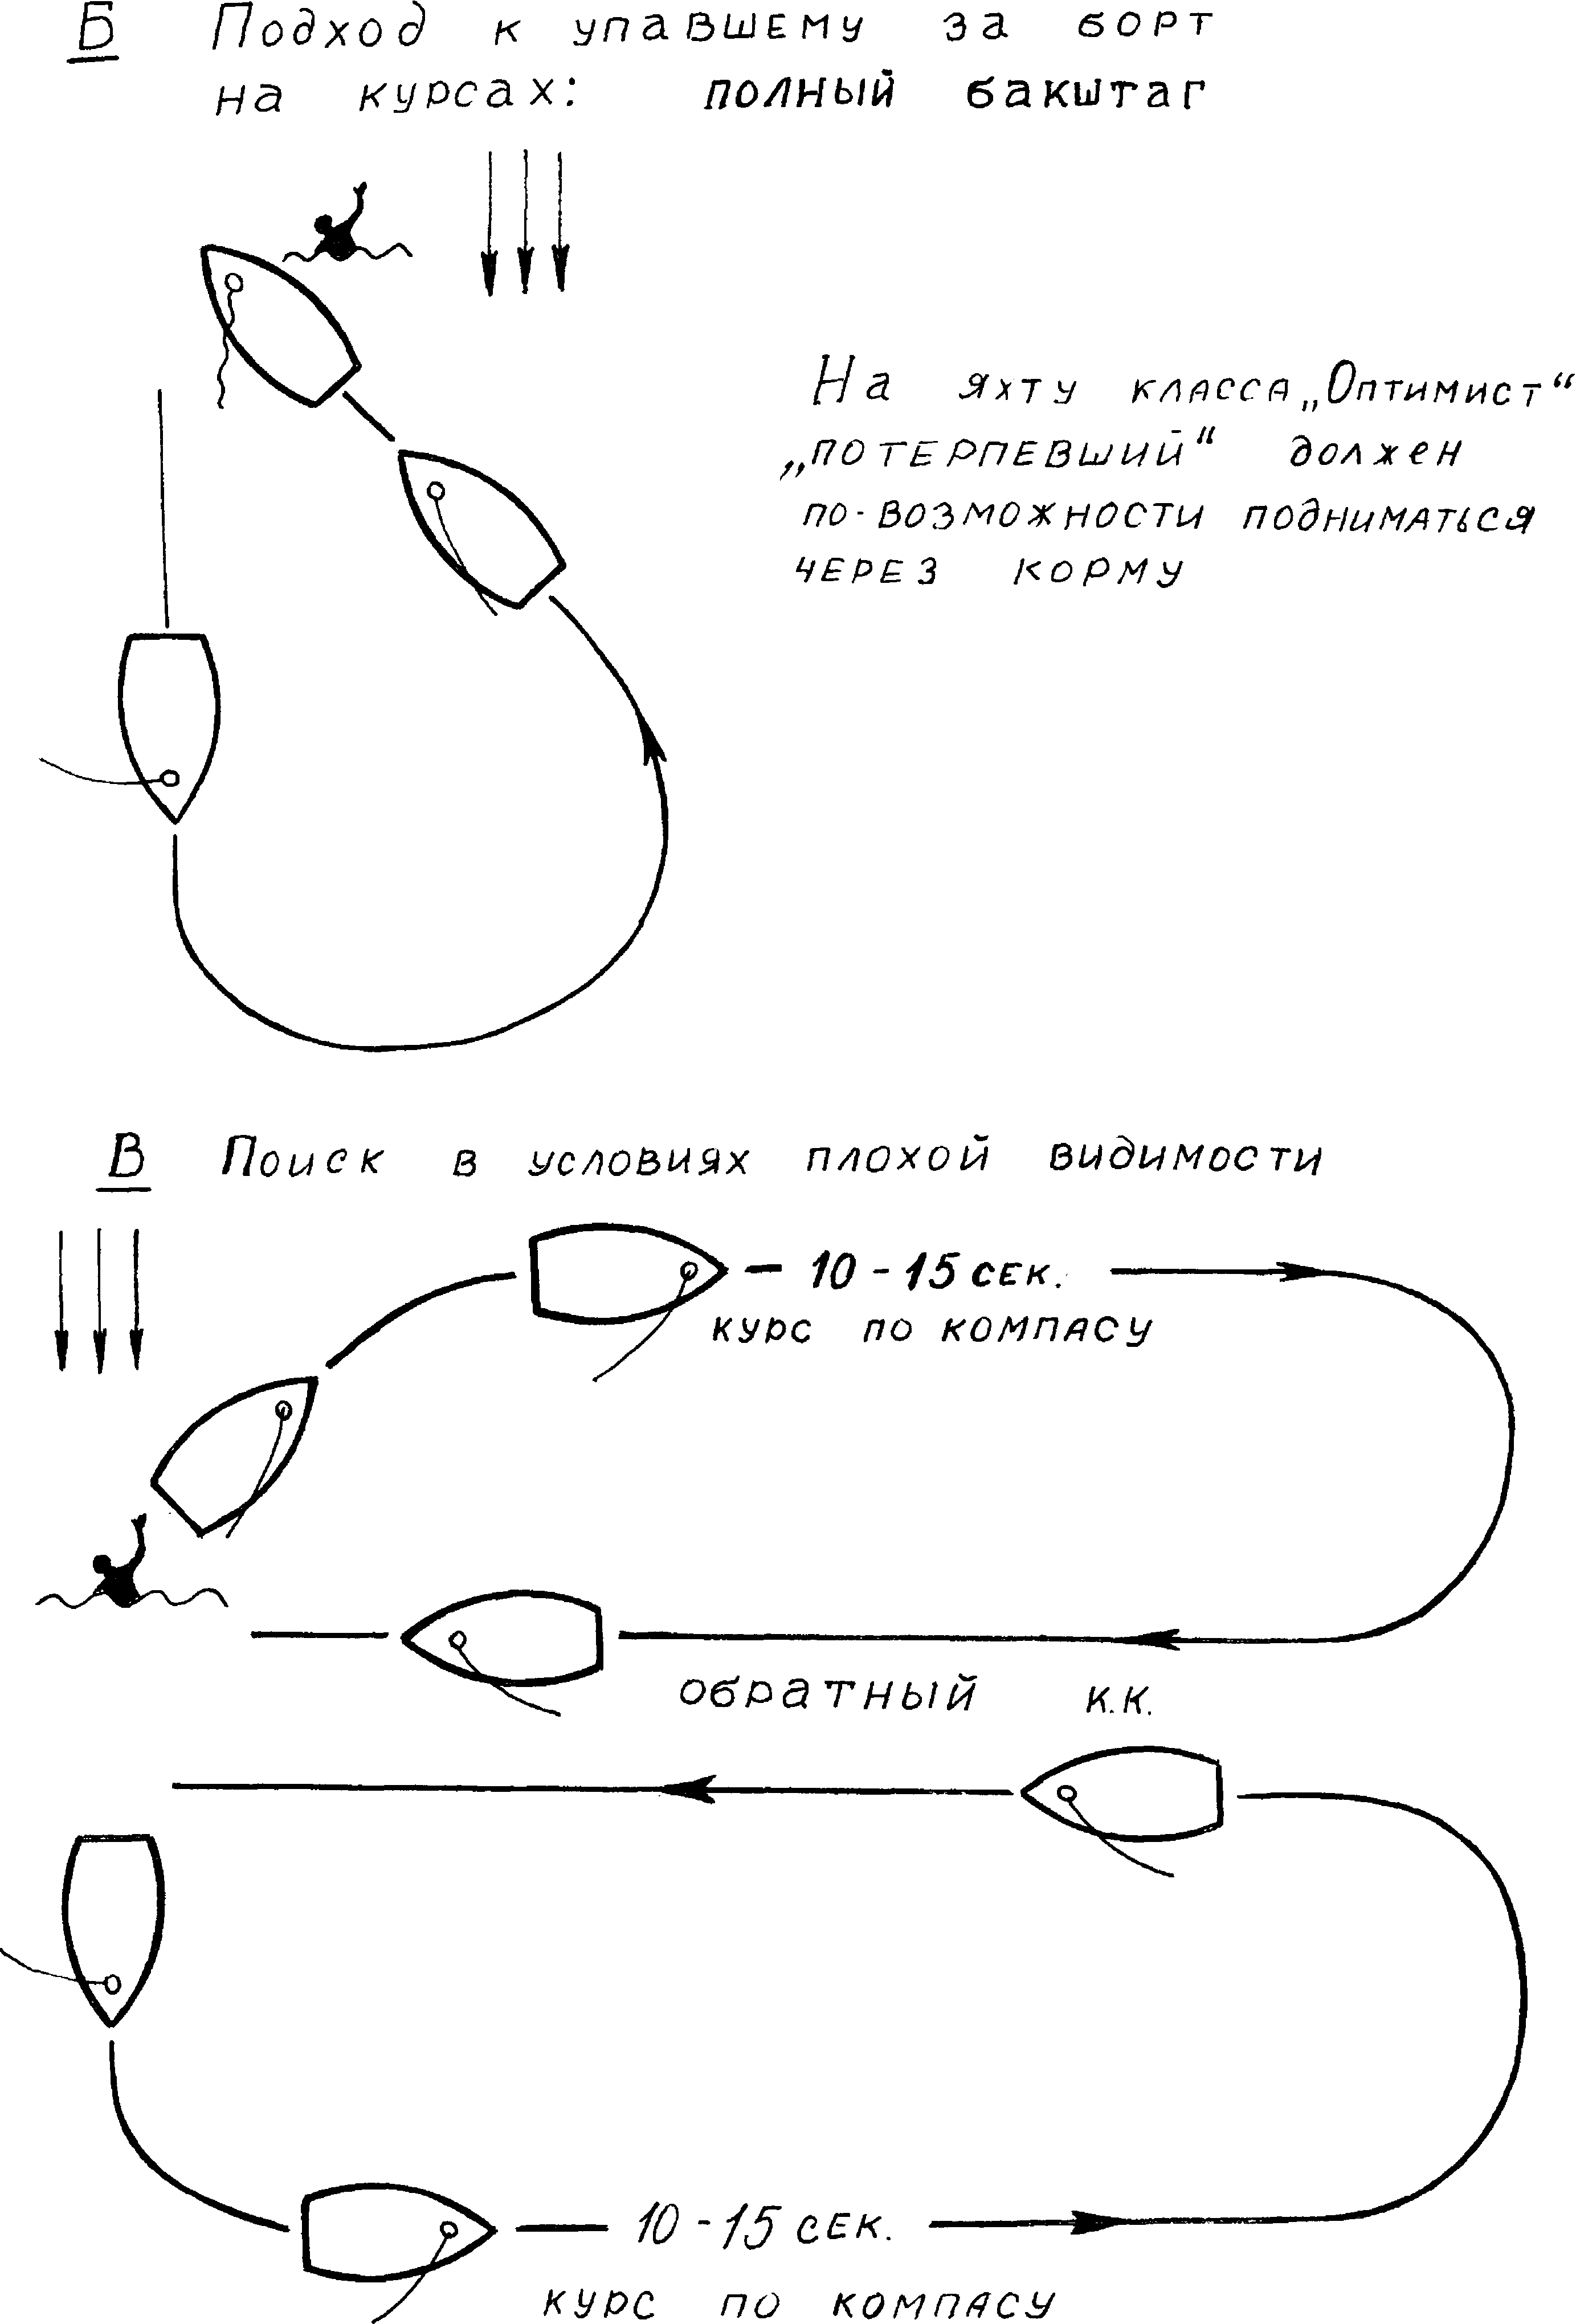 Б Подход к упавшему за борт
на курсах: полный бакштаг
На яхту класса „Оптимист“
„потерпевший“ должен
по-возможности подниматься
через корму
В Поиск в условиях плохой видимости
10-15 сек.
курс по компасу
обратный к.к.
10-15 сек.
курс по компасу